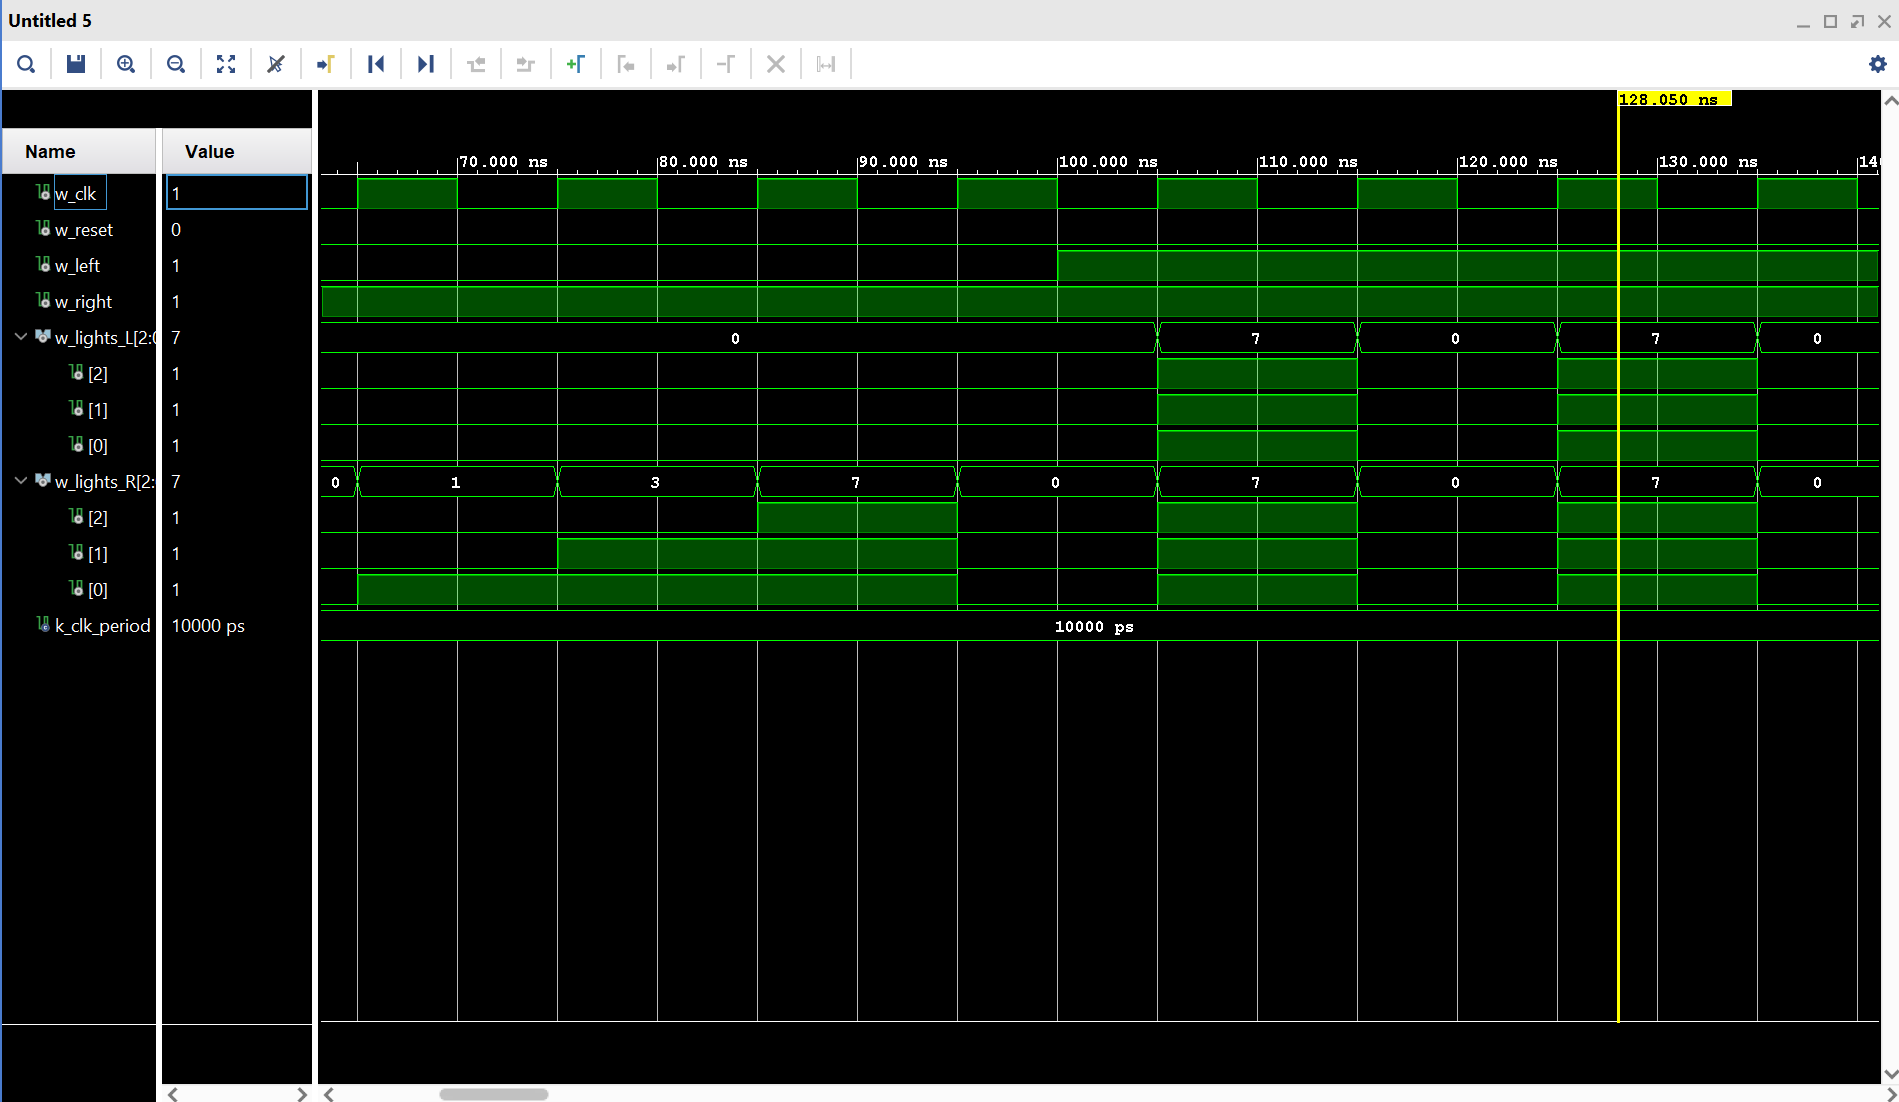 Untitled 5
128.050 ns
Name Value
70.000 ns 80.000 ns 90.000 ns 100.000 ns 110.000 ns 120.000 ns 130.000 ns 140
w_clk 1
w_reset 0
w_left 1
w_right 1
w_lights_L[2:0 7 0 7 0 7 0
[2] 1
[1] 1
[0] 1
w_lights_R[2: 7 0 1 3 7 0 7 0 7 0
[2] 1
[1] 1
[0] 1
k_clk_period 10000 ps 10000 ps